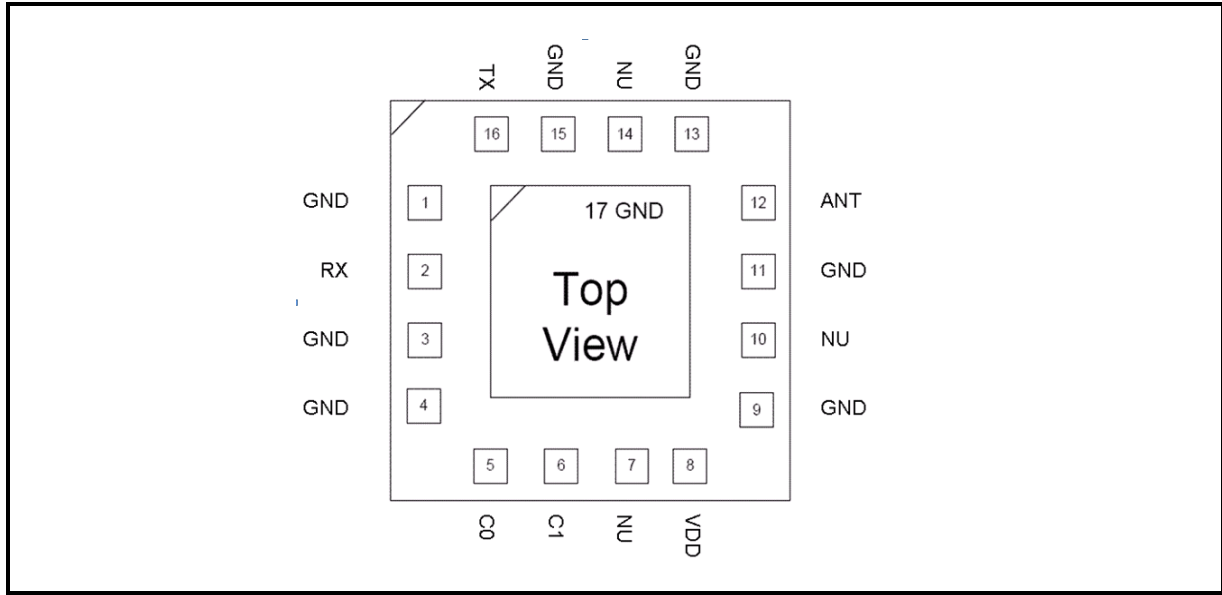 TX
GND
NU
GND
16
15
14
13
GND
1
17 GND
12
ANT
RX
2
Top
View
11
GND
GND
3
10
NU
GND
4
9
GND
5
6
7
8
C0
C1
NU
VDD